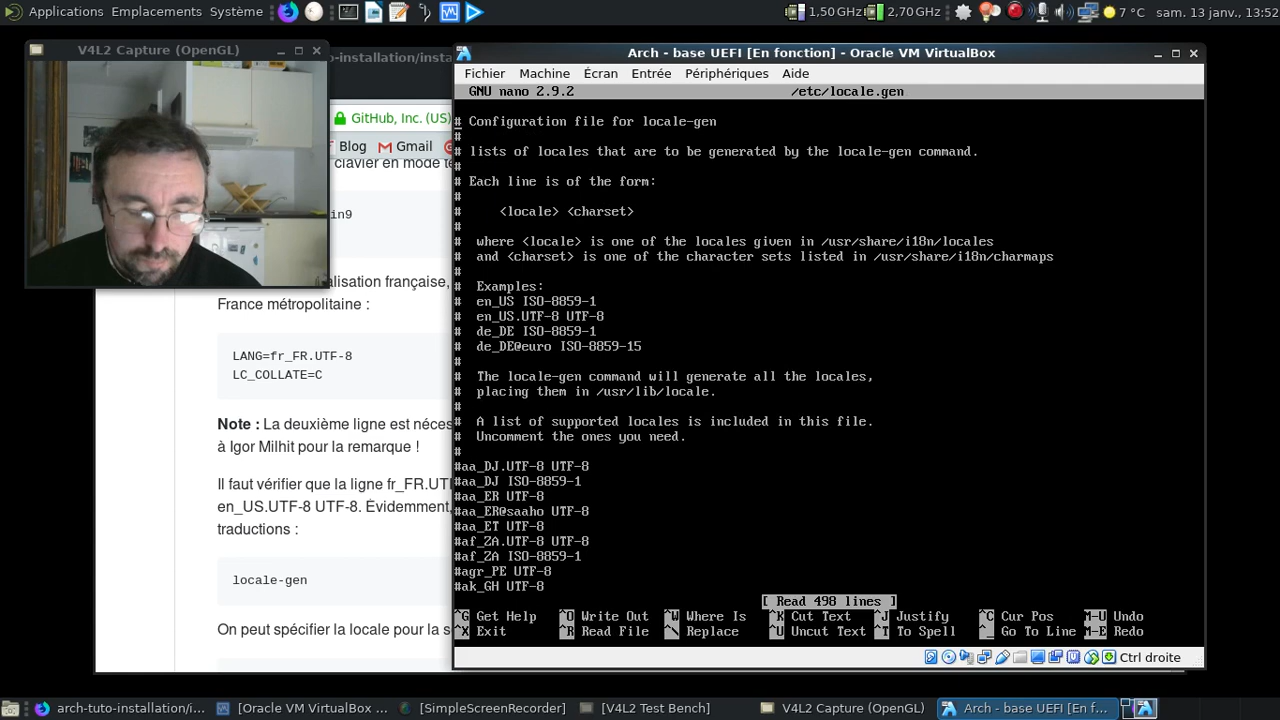 Applications Emplacements Système
1,50 GHz 2,70 GHz 7 °C sam. 13 janv., 13:52
V4L2 Capture (OpenGL)
o-installation/insta
GitHub, Inc. (US)
Blog Gmail
clavier en mode te
in9
alisation française,
France métropolitaine :
LANG=fr_FR.UTF-8
LC_COLLATE=C
Note : La deuxième ligne est néces
à Igor Milhit pour la remarque !
Il faut vérifier que la ligne fr_FR.UT
en_US.UTF-8 UTF-8. Évidemment,
traductions :
locale-gen
On peut spécifier la locale pour la s
Arch - base UEFI [En fonction] - Oracle VM VirtualBox
Fichier Machine Écran Entrée Périphériques Aide
GNU nano 2.9.2 /etc/locale.gen
# Configuration file for locale-gen
#
# lists of locales that are to be generated by the locale-gen command.
#
# Each line is of the form:
#
# <locale> <charset>
#
# where <locale> is one of the locales given in /usr/share/i18n/locales
# and <charset> is one of the character sets listed in /usr/share/i18n/charmaps
#
# Examples:
# en_US ISO-8859-1
# en_US.UTF-8 UTF-8
# de_DE ISO-8859-1
# de_DE@euro ISO-8859-15
#
# The locale-gen command will generate all the locales,
# placing them in /usr/lib/locale.
#
# A list of supported locales is included in this file.
# Uncomment the ones you need.
#
#aa_DJ.UTF-8 UTF-8
#aa_DJ ISO-8859-1
#aa_ER UTF-8
#aa_ER@saaho UTF-8
#aa_ET UTF-8
#af_ZA.UTF-8 UTF-8
#af_ZA ISO-8859-1
#agr_PE UTF-8
#ak_GH UTF-8
[ Read 498 lines ]
^G Get Help ^O Write Out ^W Where Is ^K Cut Text ^J Justify ^C Cur Pos M-U Undo
^X Exit ^R Read File ^\ Replace ^U Uncut Text ^T To Spell ^_ Go To Line M-E Redo
Ctrl droite
arch-tuto-installation/i... [Oracle VM VirtualBox ... [SimpleScreenRecorder] [V4L2 Test Bench] V4L2 Capture (OpenGL) Arch - base UEFI [En f...